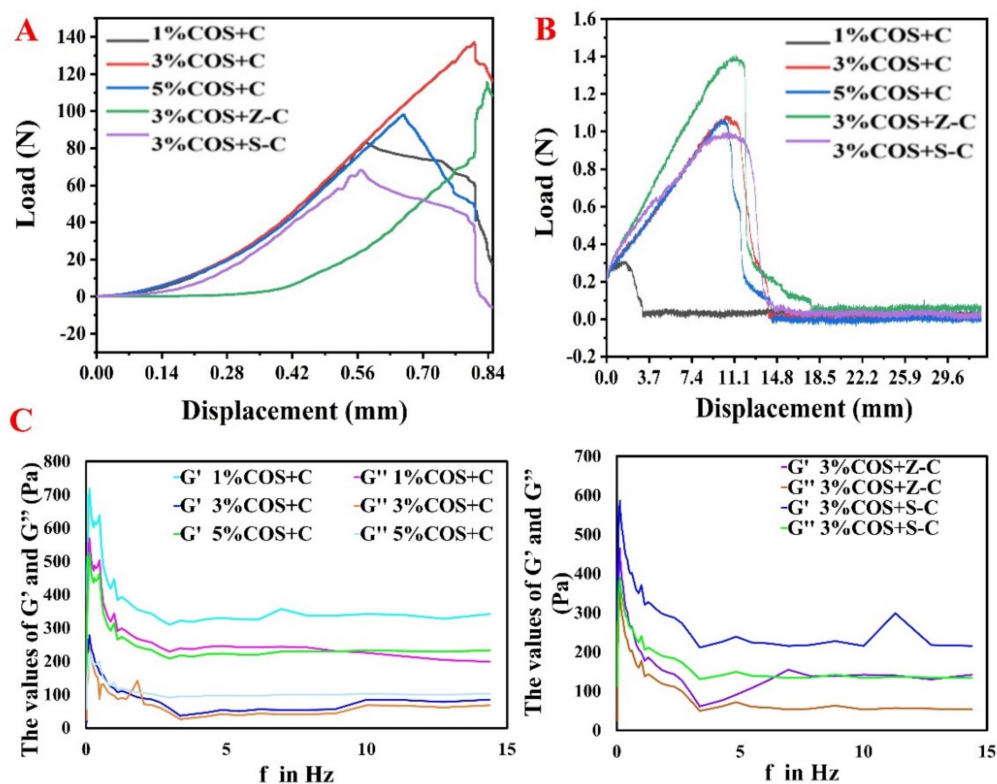 A
1%COS+C
3%COS+C
5%COS+C
3%COS+Z-C
3%COS+S-C
140
120
100
80
60
40
20
0
-20
Load (N)
0.00 0.14 0.28 0.42 0.56 0.70 0.84
Displacement (mm)
B
1%COS+C
3%COS+C
5%COS+C
3%COS+Z-C
3%COS+S-C
1.6
1.4
1.2
1.0
0.8
0.6
0.4
0.2
0.0
-0.2
Load (N)
0.0 3.7 7.4 11.1 14.8 18.5 22.2 25.9 29.6
Displacement (mm)
C
The values of G' and G'' (Pa)
800
700
600
500
400
300
200
100
0
G' 1%COS+C G'' 1%COS+C
G' 3%COS+C G'' 3%COS+C
G' 5%COS+C G'' 5%COS+C
0 5 10 15
f in Hz
The values of G' and G''
(Pa)
700
600
500
400
300
200
100
0
G' 3%COS+Z-C
G'' 3%COS+Z-C
G' 3%COS+S-C
G'' 3%COS+S-C
0 5 10 15
f in Hz